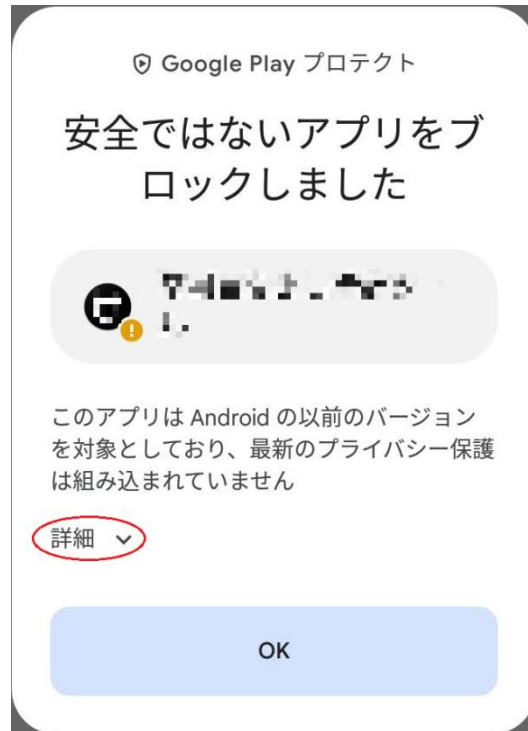 Google Play プロテクト
安全ではないアプリをブ
ロックしました
このアプリは Android の以前のバージョン
を対象としており、最新のプライバシー保護
は組み込まれていません
詳細
OK